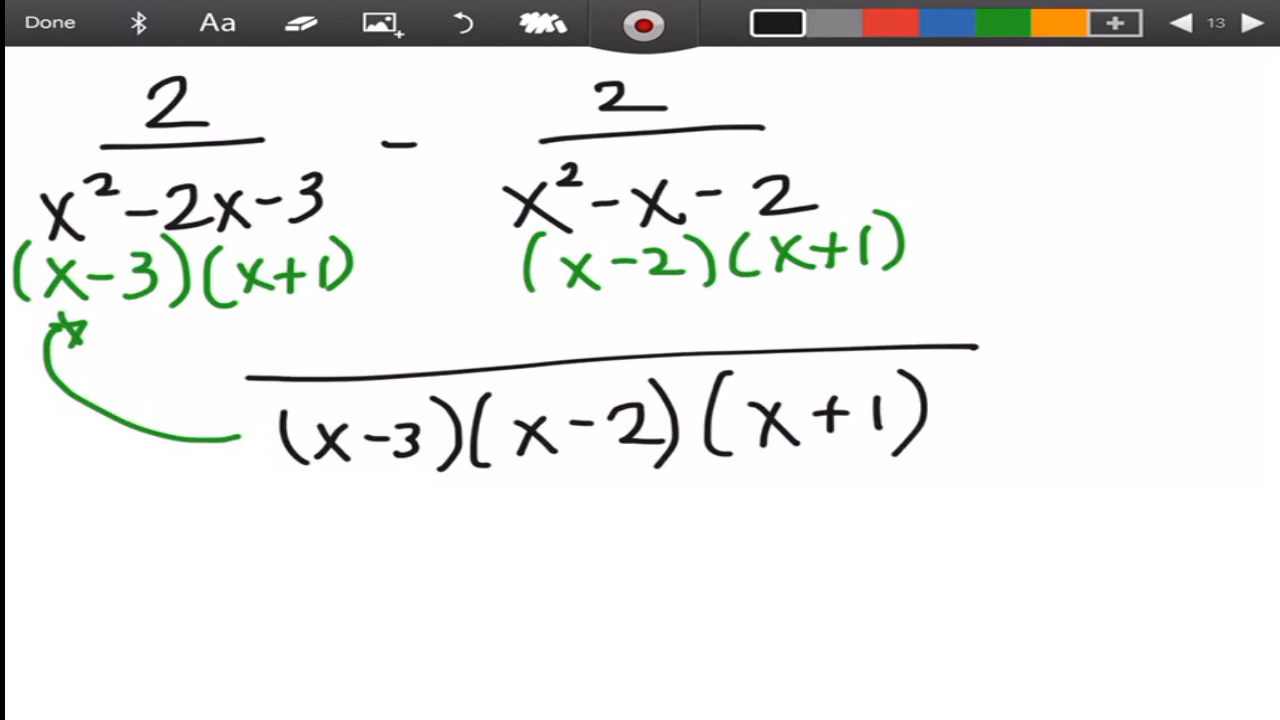 Done Aa 13
2 - 2
x² - 2x - 3 x² - x - 2
(x - 3)(x + 1) (x - 2)(x + 1)
(x - 3)(x - 2)(x + 1)